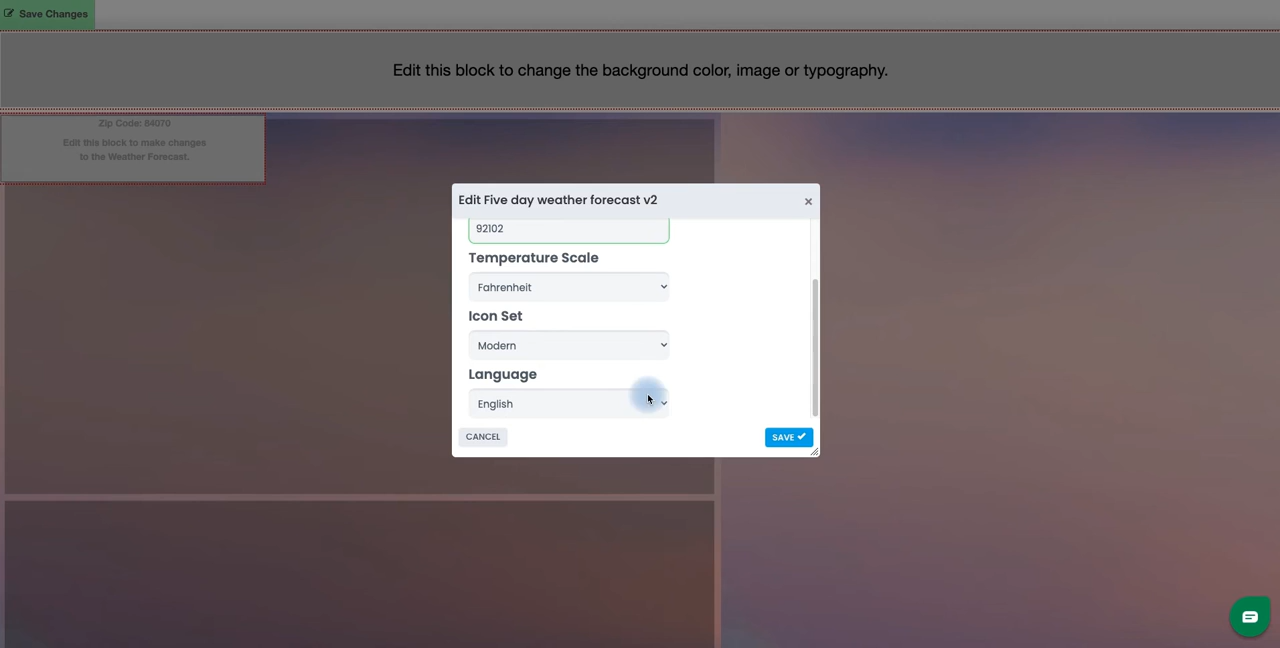 Save Changes
Edit this block to change the background color, image or typography.
Zip Code: 84070
Edit this block to make changes
to the Weather Forecast.
Edit Five day weather forecast v2
×
92102
Temperature Scale
Fahrenheit
Icon Set
Modern
Language
English
CANCEL
SAVE